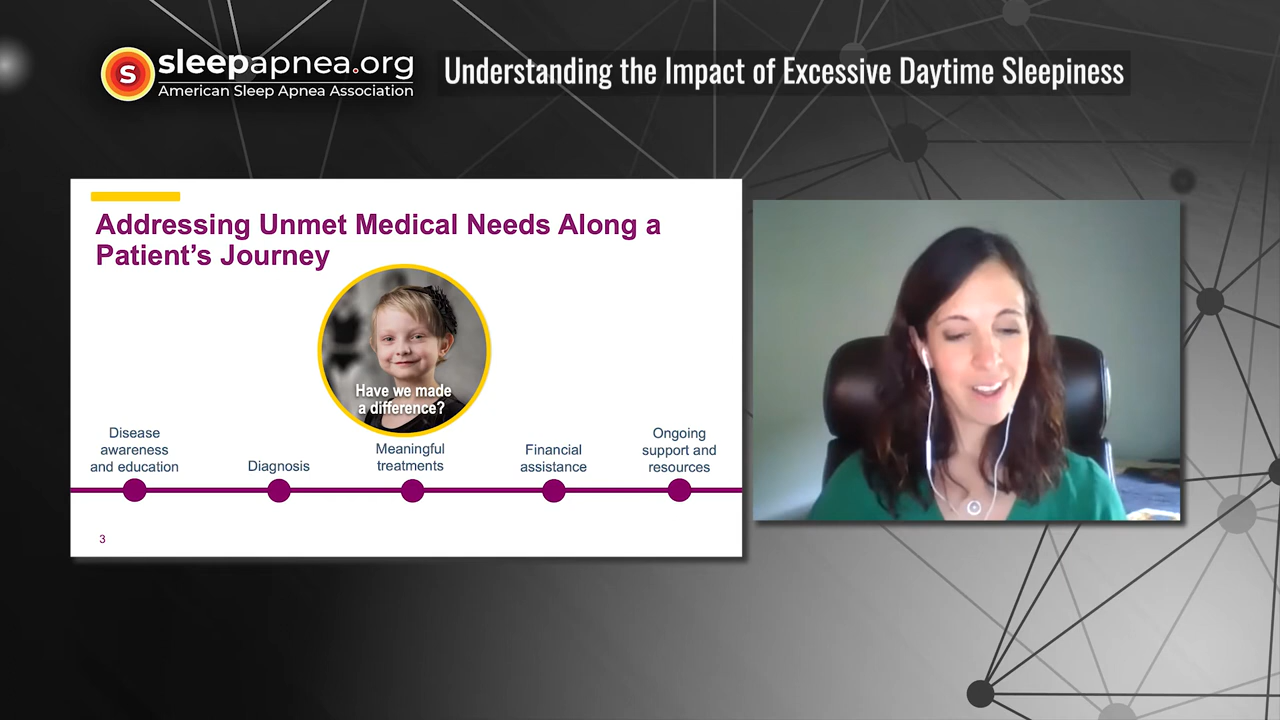 S
sleepapnea.org
American Sleep Apnea Association
Understanding the Impact of Excessive Daytime Sleepiness
Addressing Unmet Medical Needs Along a
Patient's Journey
Have we made
a difference?
Disease
awareness
and education
Diagnosis
Meaningful
treatments
Financial
assistance
Ongoing
support and
resources
3